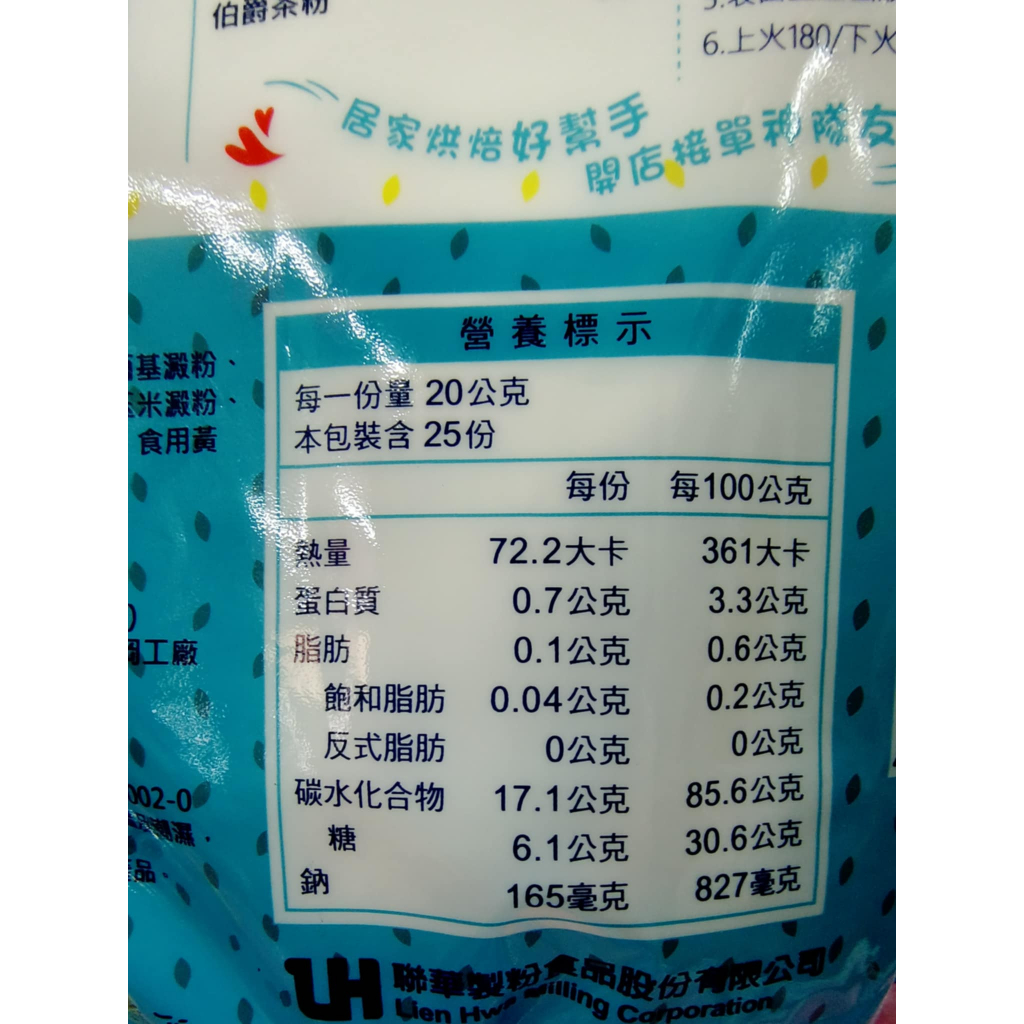 伯爵茶粉
6.上火180/下火
居家烘焙好幫手
開店接單神隊友
基澱粉、
米澱粉、
食用黃
工廠
002-0
潮濕，
產品。
營養標示
每一份量 20公克
本包裝含 25份
每份 每100公克
熱量 72.2大卡 361大卡
蛋白質 0.7公克 3.3公克
脂肪 0.1公克 0.6公克
飽和脂肪 0.04公克 0.2公克
反式脂肪 0公克 0公克
碳水化合物 17.1公克 85.6公克
糖 6.1公克 30.6公克
鈉 165毫克 827毫克
聯華製粉食品股份有限公司
Lien Hwa Milling Corporation